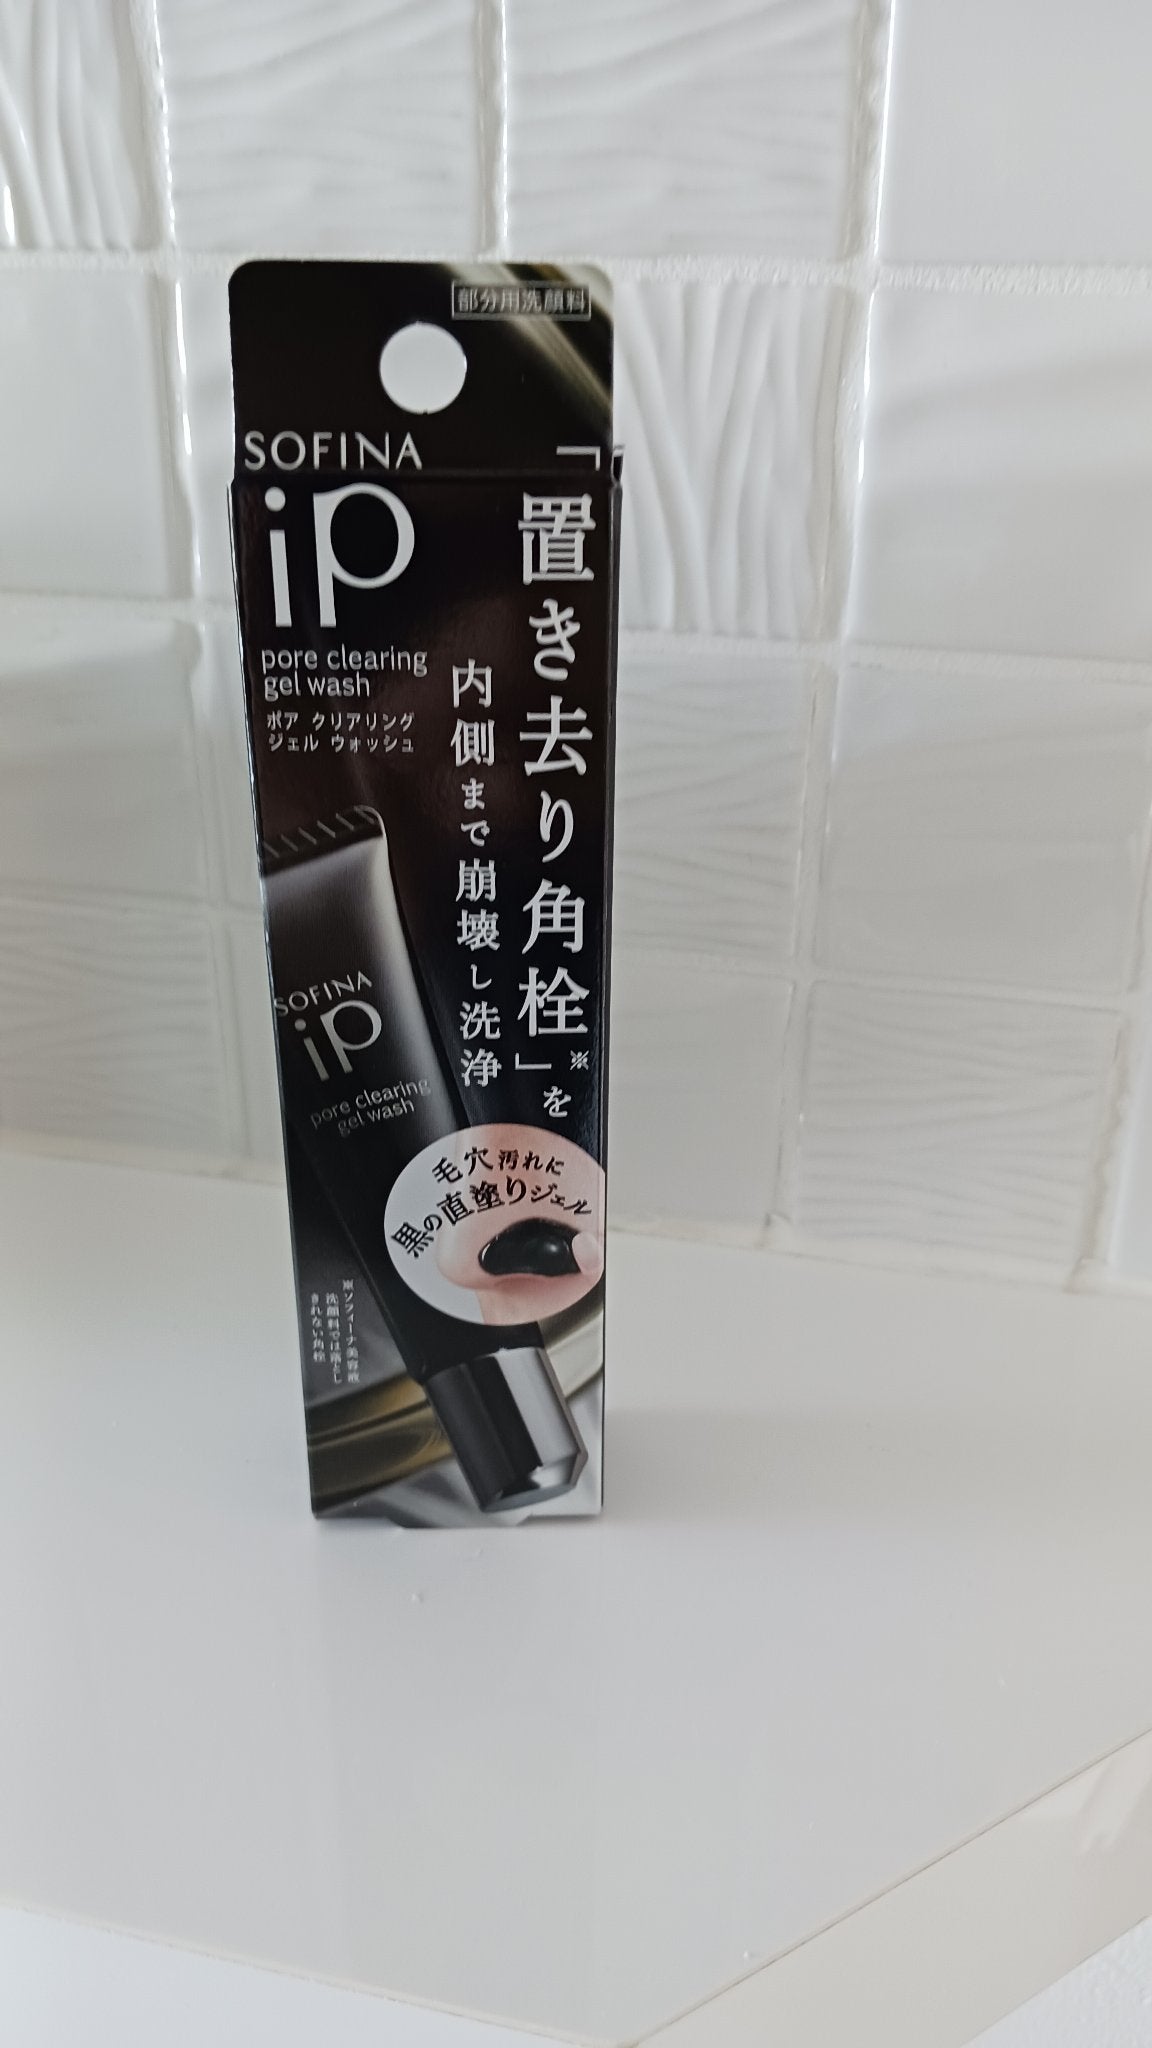 部分用洗顔料
SOFINA
iP
pore clearing
gel wash
ポア クリアリング
ジェル ウォッシュ
「置き去り角栓※」を
内側まで崩壊し洗浄
SOFINA
iP
pore clearing
gel wash
毛穴汚れに
黒の直塗りジェル
※ソフィーナ美容液
洗顔料では落とし
きれない角栓